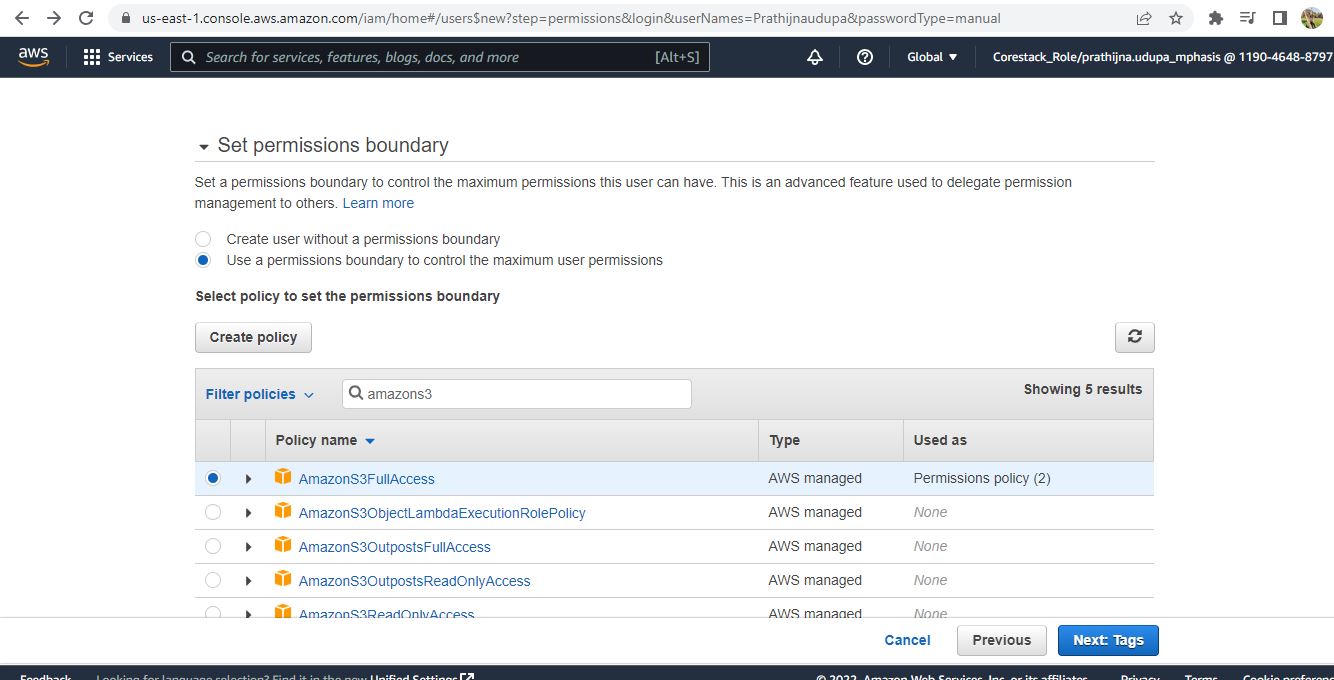 us-east-1.console.aws.amazon.com/iam/home#/users$new?step=permissions&login&userNames=Prathijnaudupa&passwordType=manual
aws Services Search for services, features, blogs, docs, and more [Alt+S] Global Corestack_Role/prathijna.udupa_mphasis @ 1190-4648-8797
Set permissions boundary
Set a permissions boundary to control the maximum permissions this user can have. This is an advanced feature used to delegate permission
management to others. Learn more
Create user without a permissions boundary
Use a permissions boundary to control the maximum user permissions
Select policy to set the permissions boundary
Create policy
Filter policies amazons3 Showing 5 results
Policy name Type Used as
AmazonS3FullAccess AWS managed Permissions policy (2)
AmazonS3ObjectLambdaExecutionRolePolicy AWS managed None
AmazonS3OutpostsFullAccess AWS managed None
AmazonS3OutpostsReadOnlyAccess AWS managed None
AmazonS3ReadOnlyAccess AWS managed None
Cancel Previous Next: Tags
Feedback Looking for language selection? Find it in the new Unified Settings © 2022, Amazon Web Services, Inc. or its affiliates. Privacy Terms Cookie preferenc